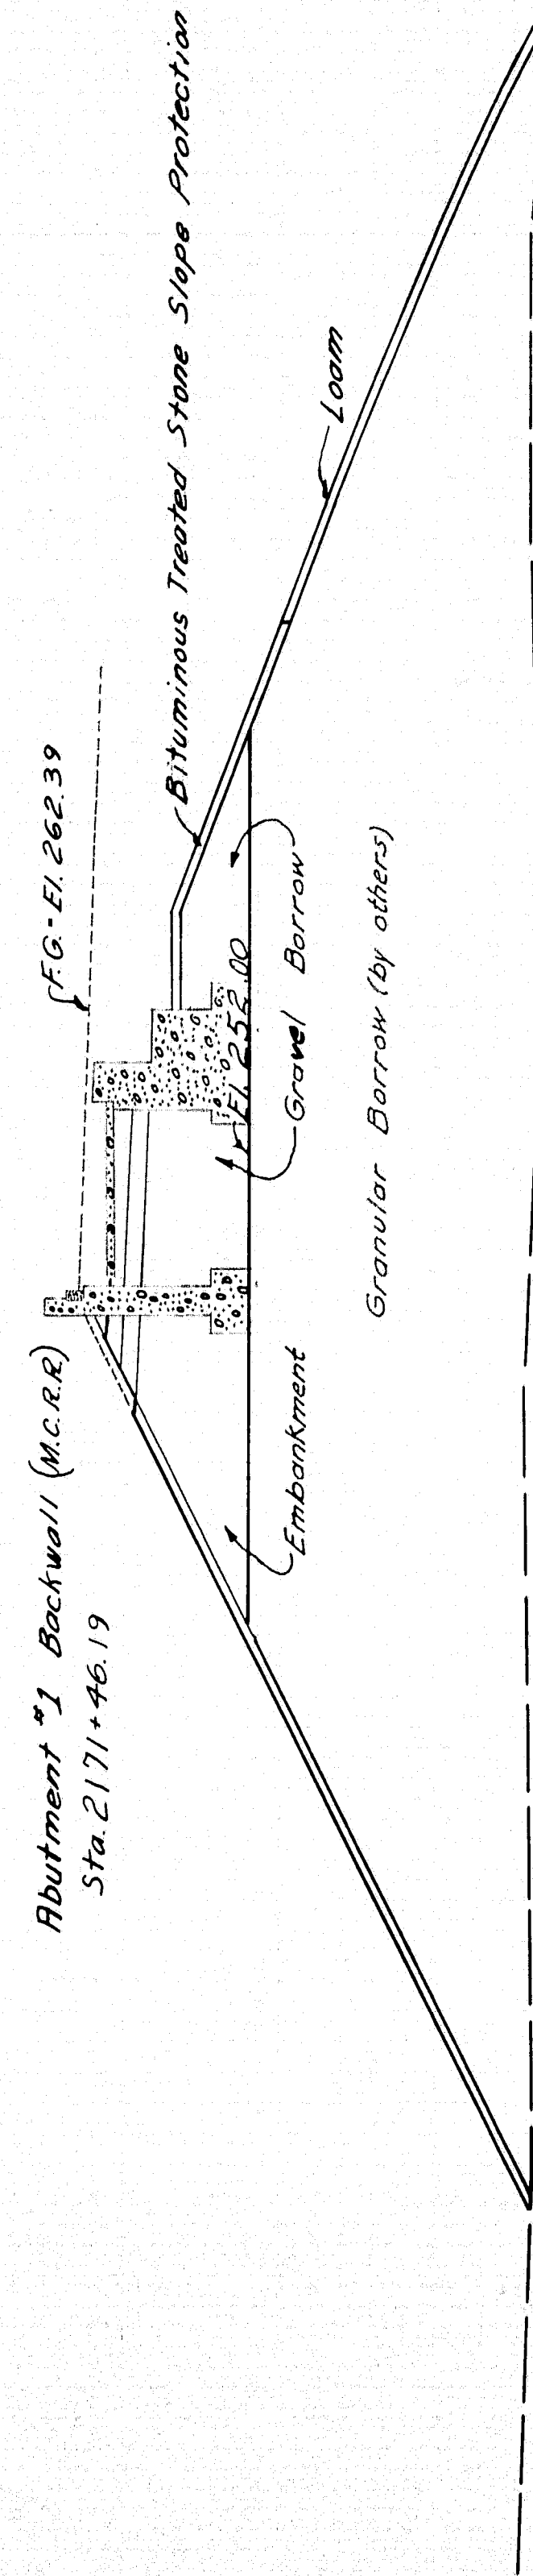 Abutment #1 Backwall (M.C.R.R.)
Sta. 2171+46.19
F.G. - El. 262.39
Bituminous Treated Stone Slope Protection
Loam
El. 252.00
Gravel Borrow
Embankment
Granular Borrow (by others)